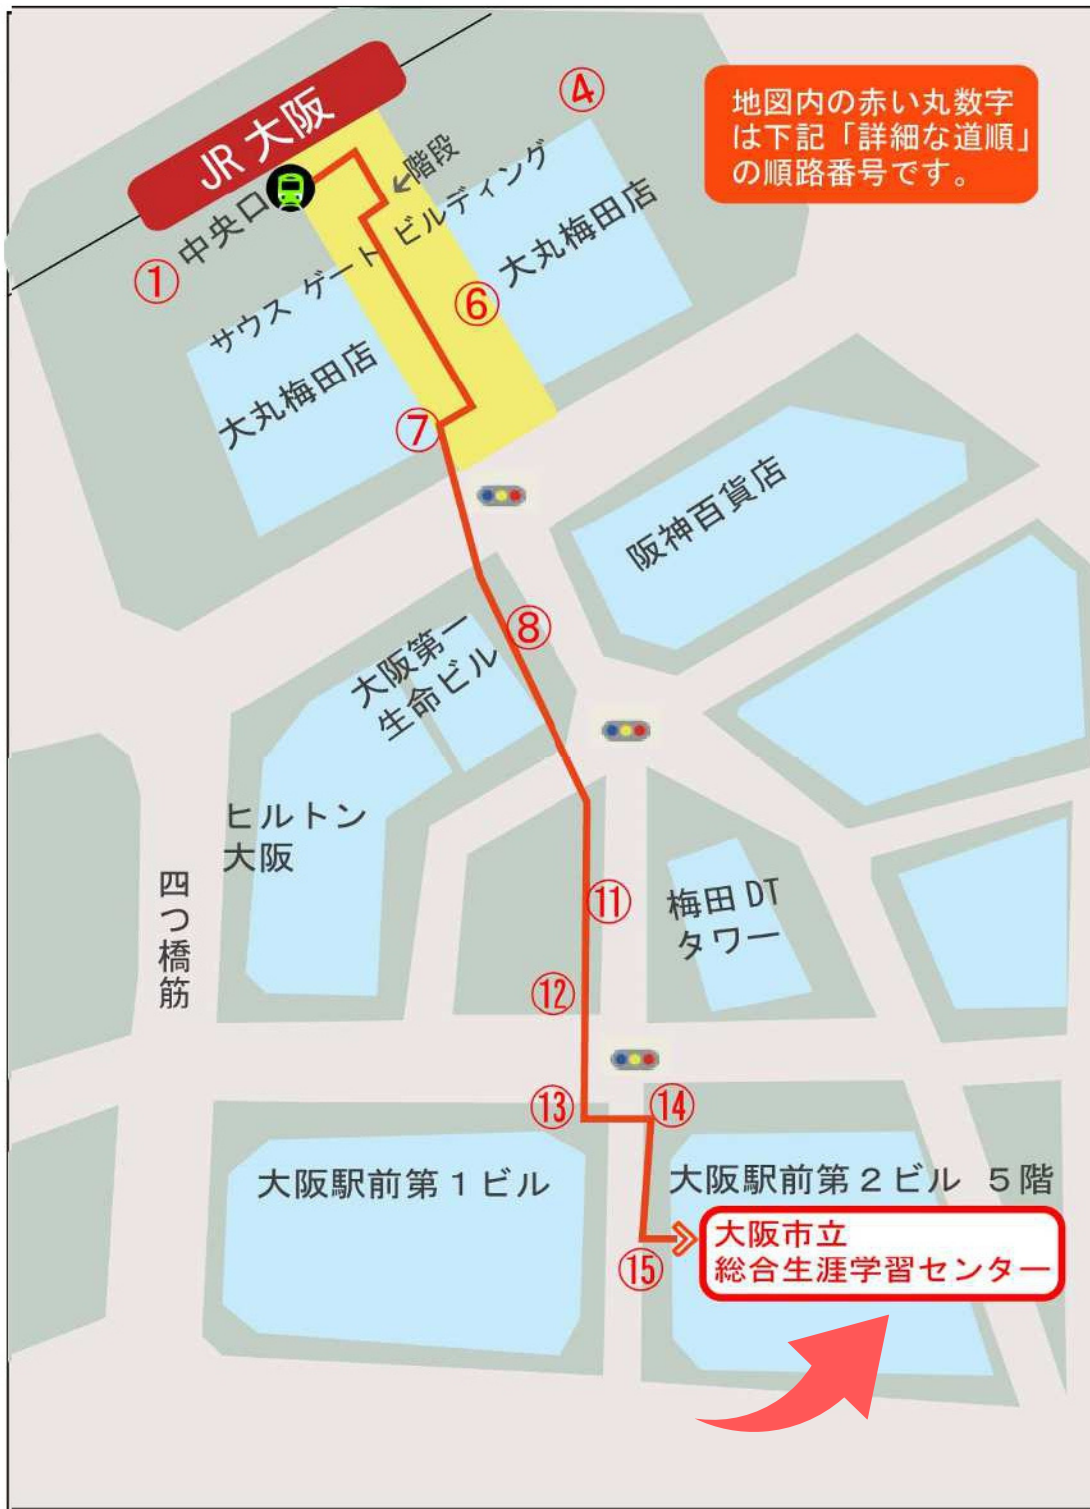 JR 大阪
④
地図内の赤い丸数字
は下記「詳細な道順」
の順路番号です。
←階段
中央口
①
サウス ゲート ビルディング
大丸梅田店
⑥
大丸梅田店
⑦
阪神百貨店
⑧
大阪第一
生命ビル
ヒルトン
大阪
四つ橋筋
⑪
梅田 DT
タワー
⑫
⑬
⑭
大阪駅前第１ビル
大阪駅前第２ビル ５階
大阪市立
総合生涯学習センター
⑮